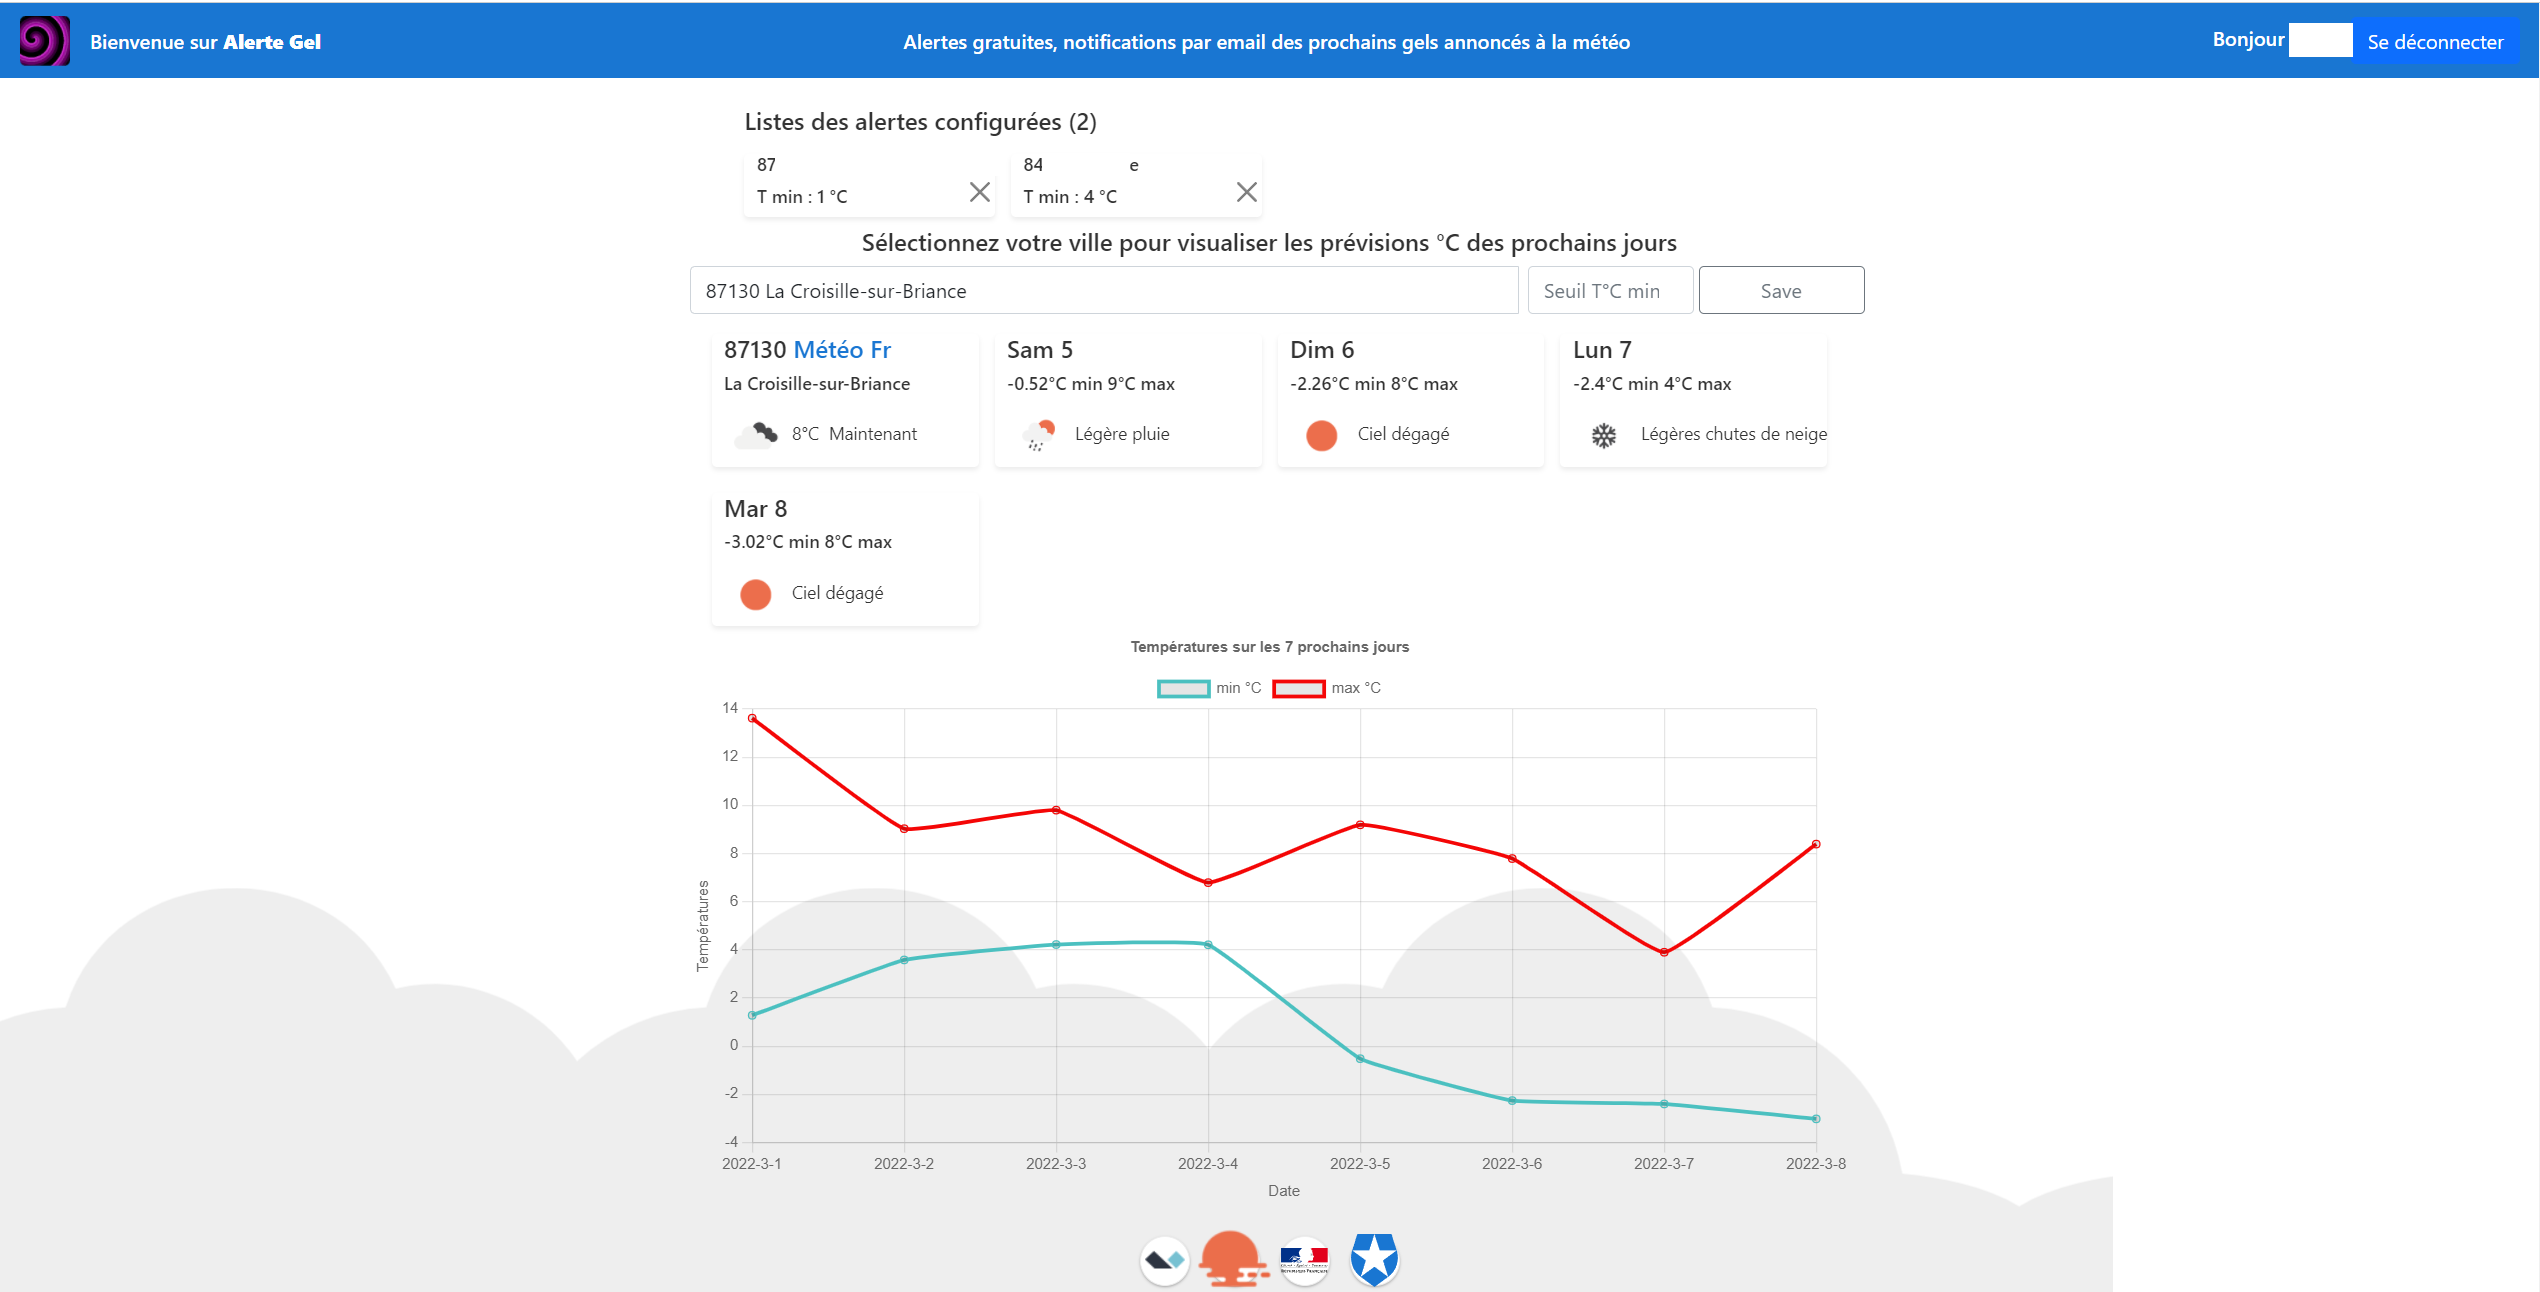 Bienvenue sur Alerte Gel
Alertes gratuites, notifications par email des prochains gels annoncés à la météo
Bonjour
Se déconnecter
Listes des alertes configurées (2)
87
T min : 1 °C
84 e
T min : 4 °C
Sélectionnez votre ville pour visualiser les prévisions °C des prochains jours
87130 La Croisille-sur-Briance
Seuil T°C min
Save
87130 Météo Fr
La Croisille-sur-Briance
8°C Maintenant
Sam 5
-0.52°C min 9°C max
Légère pluie
Dim 6
-2.26°C min 8°C max
Ciel dégagé
Lun 7
-2.4°C min 4°C max
Légères chutes de neige
Mar 8
-3.02°C min 8°C max
Ciel dégagé
Températures sur les 7 prochains jours
min °C
max °C
14
12
10
8
6
4
2
0
-2
-4
Températures
2022-3-1
2022-3-2
2022-3-3
2022-3-4
2022-3-5
2022-3-6
2022-3-7
2022-3-8
Date